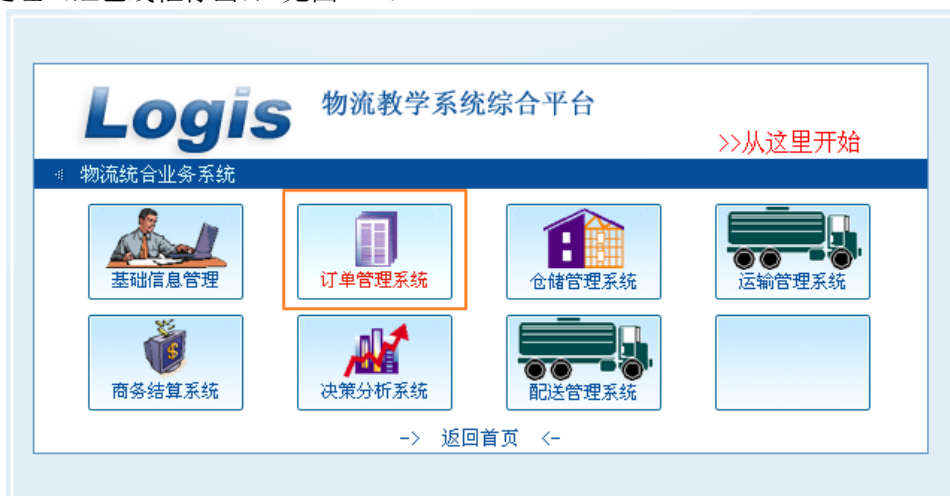 Logis 物流教学系统综合平台
>>从这里开始
物流统合业务系统
基础信息管理 订单管理系统 仓储管理系统 运输管理系统
商务结算系统 决策分析系统 配送管理系统
-> 返回首页 <-